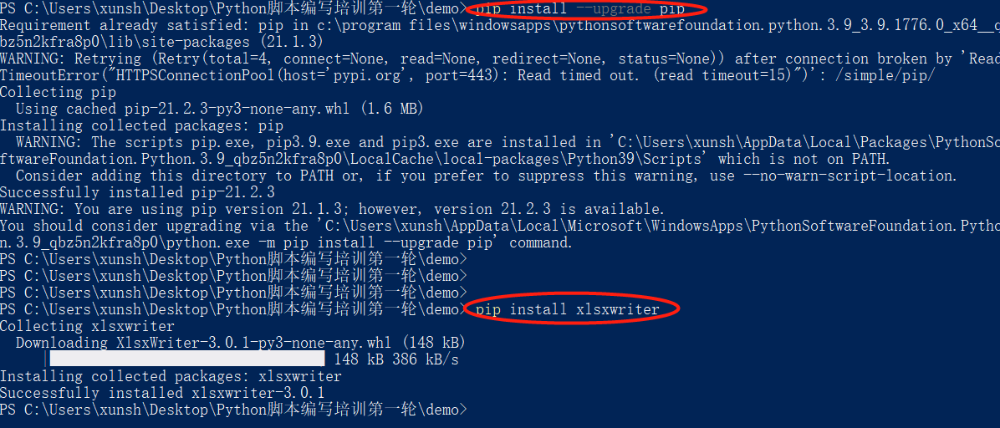 PS C:\Users\xunsh\Desktop\Python脚本编写培训第一轮\demo> pip install --upgrade pip
Requirement already satisfied: pip in c:\program files\windowsapps\pythonsoftwarefoundation.python.3.9_3.9.1776.0_x64__q
bz5n2kfra8p0\lib\site-packages (21.1.3)
WARNING: Retrying (Retry(total=4, connect=None, read=None, redirect=None, status=None)) after connection broken by 'Read
TimeoutError("HTTPSConnectionPool(host='pypi.org', port=443): Read timed out. (read timeout=15)")': /simple/pip/
Collecting pip
  Using cached pip-21.2.3-py3-none-any.whl (1.6 MB)
Installing collected packages: pip
  WARNING: The scripts pip.exe, pip3.9.exe and pip3.exe are installed in 'C:\Users\xunsh\AppData\Local\Packages\PythonSo
ftwareFoundation.Python.3.9_qbz5n2kfra8p0\LocalCache\local-packages\Python39\Scripts' which is not on PATH.
  Consider adding this directory to PATH or, if you prefer to suppress this warning, use --no-warn-script-location.
Successfully installed pip-21.2.3
WARNING: You are using pip version 21.1.3; however, version 21.2.3 is available.
You should consider upgrading via the 'C:\Users\xunsh\AppData\Local\Microsoft\WindowsApps\PythonSoftwareFoundation.Pytho
n.3.9_qbz5n2kfra8p0\python.exe -m pip install --upgrade pip' command.
PS C:\Users\xunsh\Desktop\Python脚本编写培训第一轮\demo>
PS C:\Users\xunsh\Desktop\Python脚本编写培训第一轮\demo>
PS C:\Users\xunsh\Desktop\Python脚本编写培训第一轮\demo>
PS C:\Users\xunsh\Desktop\Python脚本编写培训第一轮\demo> pip install xlsxwriter
Collecting xlsxwriter
  Downloading XlsxWriter-3.0.1-py3-none-any.whl (148 kB)
     |████████████████████████████████| 148 kB 386 kB/s
Installing collected packages: xlsxwriter
Successfully installed xlsxwriter-3.0.1
PS C:\Users\xunsh\Desktop\Python脚本编写培训第一轮\demo>